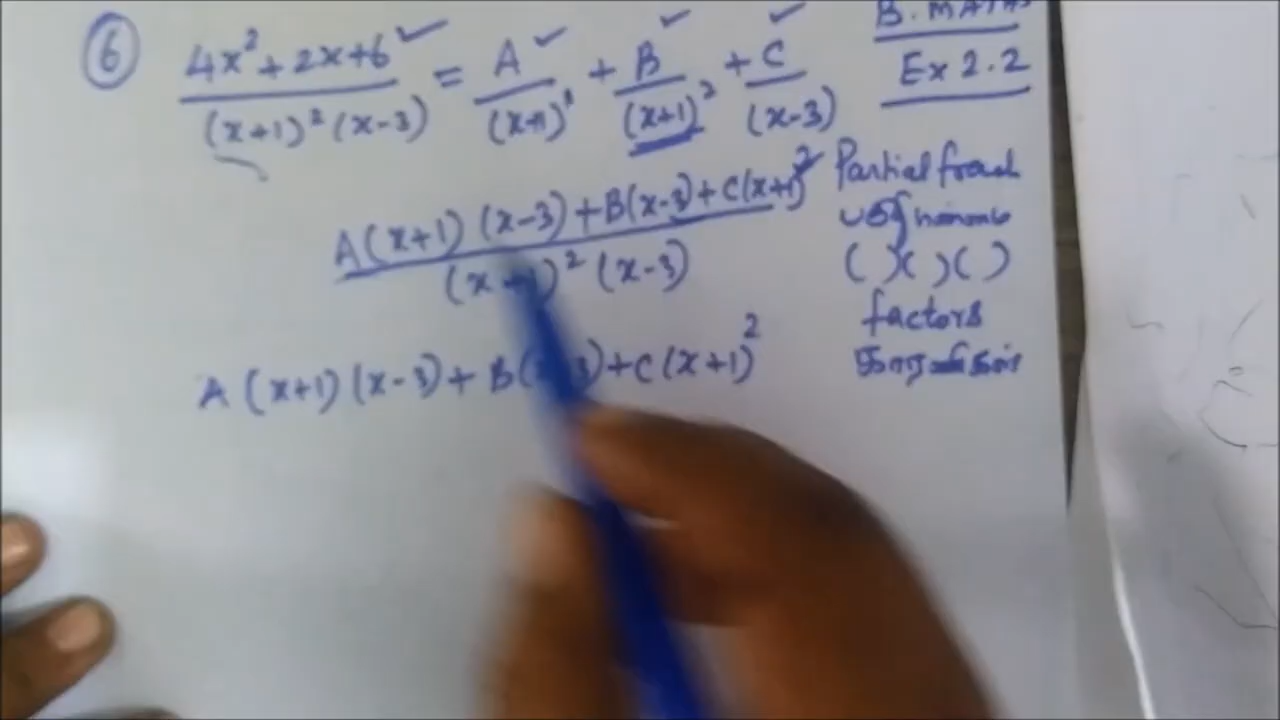 ⑥ 4x² + 2x + 6 / (x+1)² (x-3) = A / (x+1)¹ + B / (x+1)² + C / (x-3)
B. MATHS
Ex 2.2
A (x+1) (x-3) + B(x-3) + C(x+1)² / (x+1)² (x-3)
Partial
( )( )( )
factors
A (x+1) (x-3) + B(x-3) + C (x+1)²